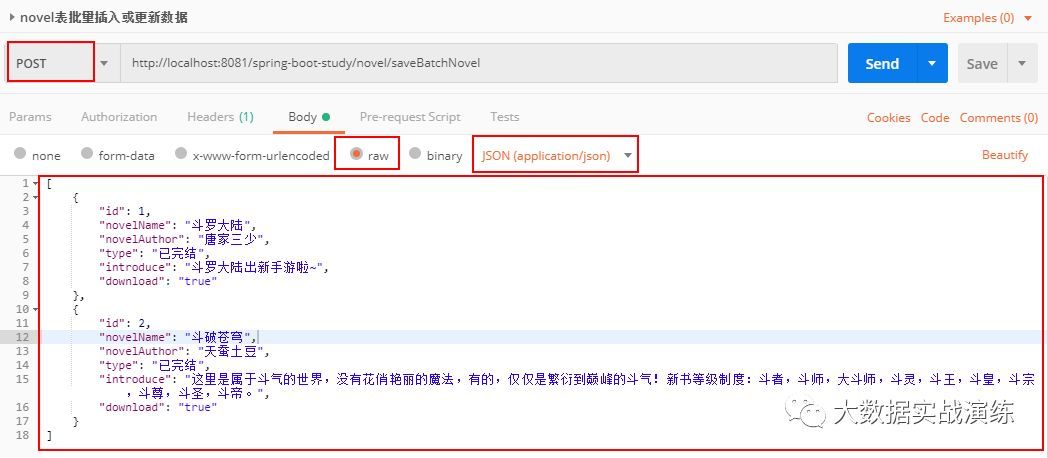 novel表批量插入或更新数据
Examples (0)
POST
http://localhost:8081/spring-boot-study/novel/saveBatchNovel
Send
Save
Params
Authorization
Headers (1)
Body
Pre-request Script
Tests
Cookies
Code
Comments (0)
none
form-data
x-www-form-urlencoded
raw
binary
JSON (application/json)
Beautify
1 [
2 {
3 "id": 1,
4 "novelName": "斗罗大陆",
5 "novelAuthor": "唐家三少",
6 "type": "已完结",
7 "introduce": "斗罗大陆出新手游啦~",
8 "download": "true"
9 },
10 {
11 "id": 2,
12 "novelName": "斗破苍穹",
13 "novelAuthor": "天蚕土豆",
14 "type": "已完结",
15 "introduce": "这里是属于斗气的世界，没有花俏艳丽的魔法，有的，仅仅是繁衍到巅峰的斗气！新书等级制度：斗者，斗师，大斗师，斗灵，斗王，斗皇，斗宗
，斗尊，斗圣，斗帝。",
16 "download": "true"
17 }
18 ]
大数据实战演练